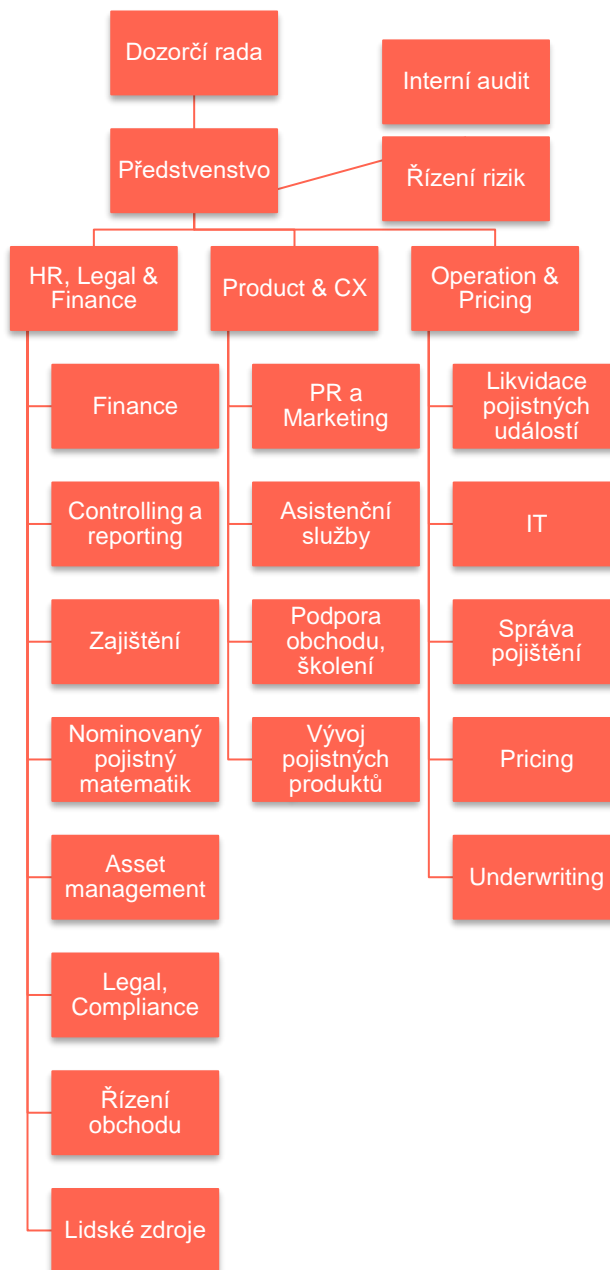 Dozorčí rada
Interní audit
Předstvenstvo
Řízení rizik
HR, Legal &
Finance
Product & CX
Operation &
Pricing
Finance
Controlling a
reporting
Zajištění
Nominovaný
pojistný
matematik
Asset
management
Legal,
Compliance
Řízení
obchodu
Lidské zdroje
PR a
Marketing
Asistenční
služby
Podpora
obchodu,
školení
Vývoj
pojistných
produktů
Likvidace
pojistných
událostí
IT
Správa
pojištění
Pricing
Underwriting